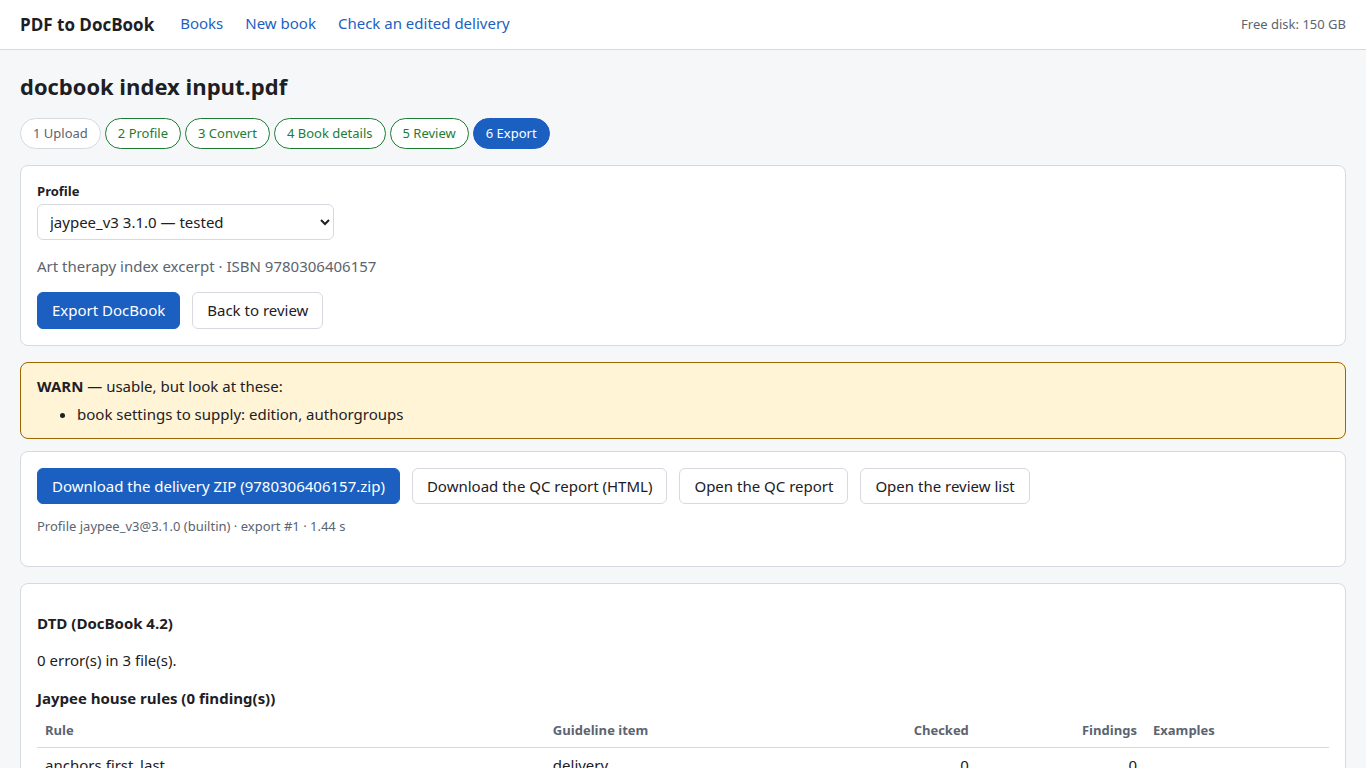 PDF to DocBook Books New book Check an edited delivery Free disk: 150 GB
docbook index input.pdf
1 Upload 2 Profile 3 Convert 4 Book details 5 Review 6 Export
Profile
jaypee_v3 3.1.0 — tested
Art therapy index excerpt · ISBN 9780306406157
Export DocBook Back to review
WARN — usable, but look at these:
• book settings to supply: edition, authorgroups
Download the delivery ZIP (9780306406157.zip) Download the QC report (HTML) Open the QC report Open the review list
Profile jaypee_v3@3.1.0 (builtin) · export #1 · 1.44 s
DTD (DocBook 4.2)
0 error(s) in 3 file(s).
Jaypee house rules (0 finding(s))
Rule Guideline item Checked Findings Examples
anchors first_last delivery 0 0